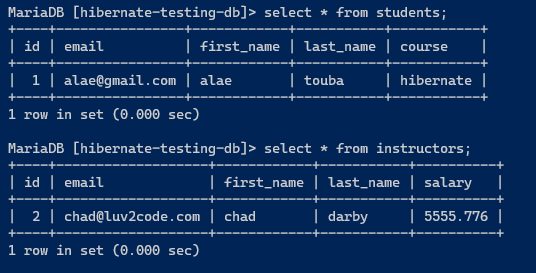 MariaDB [hibernate-testing-db]> select * from students;
+----+----------------+------------+-----------+-----------+
| id | email          | first_name | last_name | course    |
+----+----------------+------------+-----------+-----------+
|  1 | alae@gmail.com | alae       | touba     | hibernate |
+----+----------------+------------+-----------+-----------+
1 row in set (0.000 sec)

MariaDB [hibernate-testing-db]> select * from instructors;
+----+-------------------+------------+-----------+----------+
| id | email             | first_name | last_name | salary   |
+----+-------------------+------------+-----------+----------+
|  2 | chad@luv2code.com | chad       | darby     | 5555.776 |
+----+-------------------+------------+-----------+----------+
1 row in set (0.000 sec)